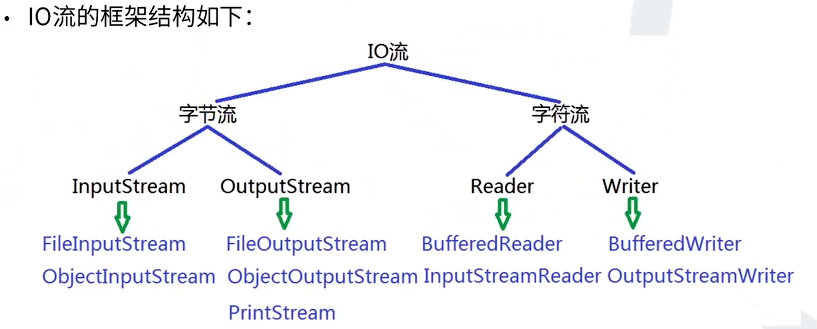 • IO流的框架结构如下：
IO流
字节流 字符流
InputStream OutputStream Reader Writer
FileInputStream FileOutputStream BufferedReader BufferedWriter
ObjectInputStream ObjectOutputStream InputStreamReader OutputStreamWriter
PrintStream